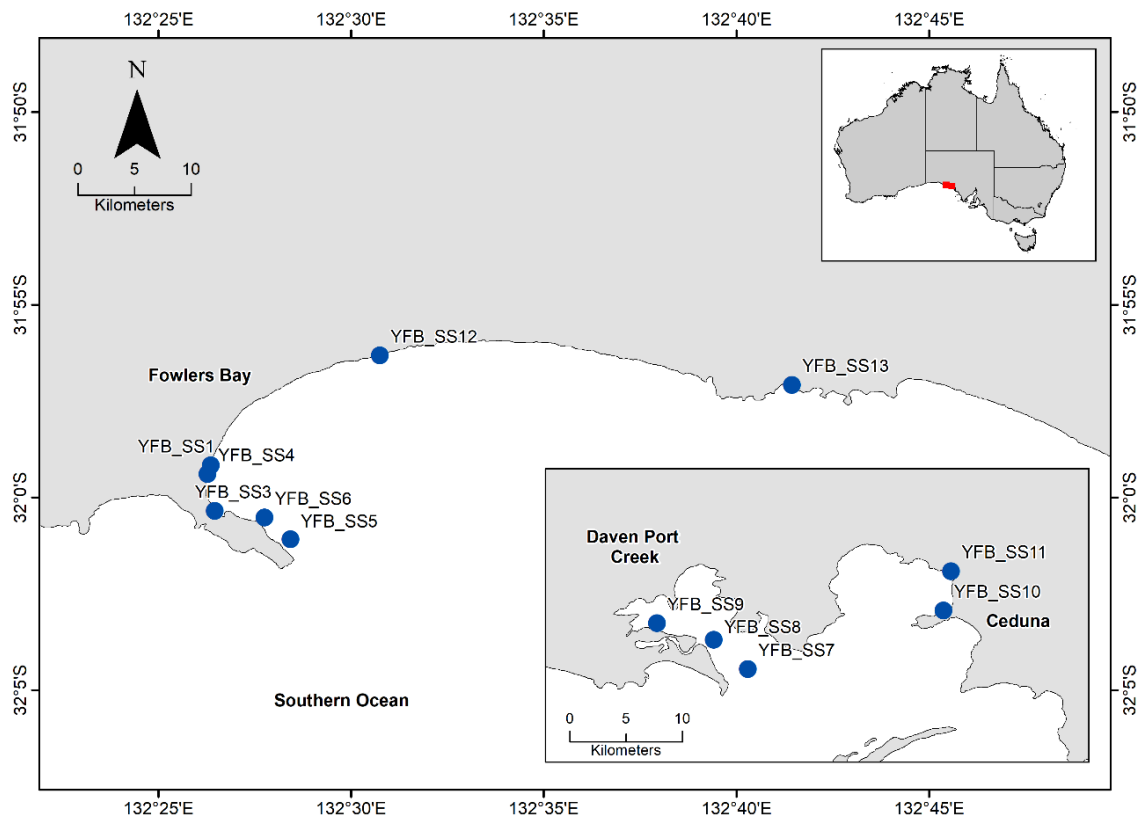 132°25'E 132°30'E 132°35'E 132°40'E 132°45'E
N
0 5 10
Kilometers
31°50'S
31°50'S
31°55'S
31°55'S
YFB_SS12
YFB_SS13
Fowlers Bay
YFB_SS1
YFB_SS4
32°0'S
32°0'S
YFB_SS3
YFB_SS6
YFB_SS5
Daven Port
Creek
YFB_SS11
YFB_SS10
Ceduna
YFB_SS9
YFB_SS8
YFB_SS7
32°5'S
32°5'S
Southern Ocean
0 5 10
Kilometers
132°25'E 132°30'E 132°35'E 132°40'E 132°45'E